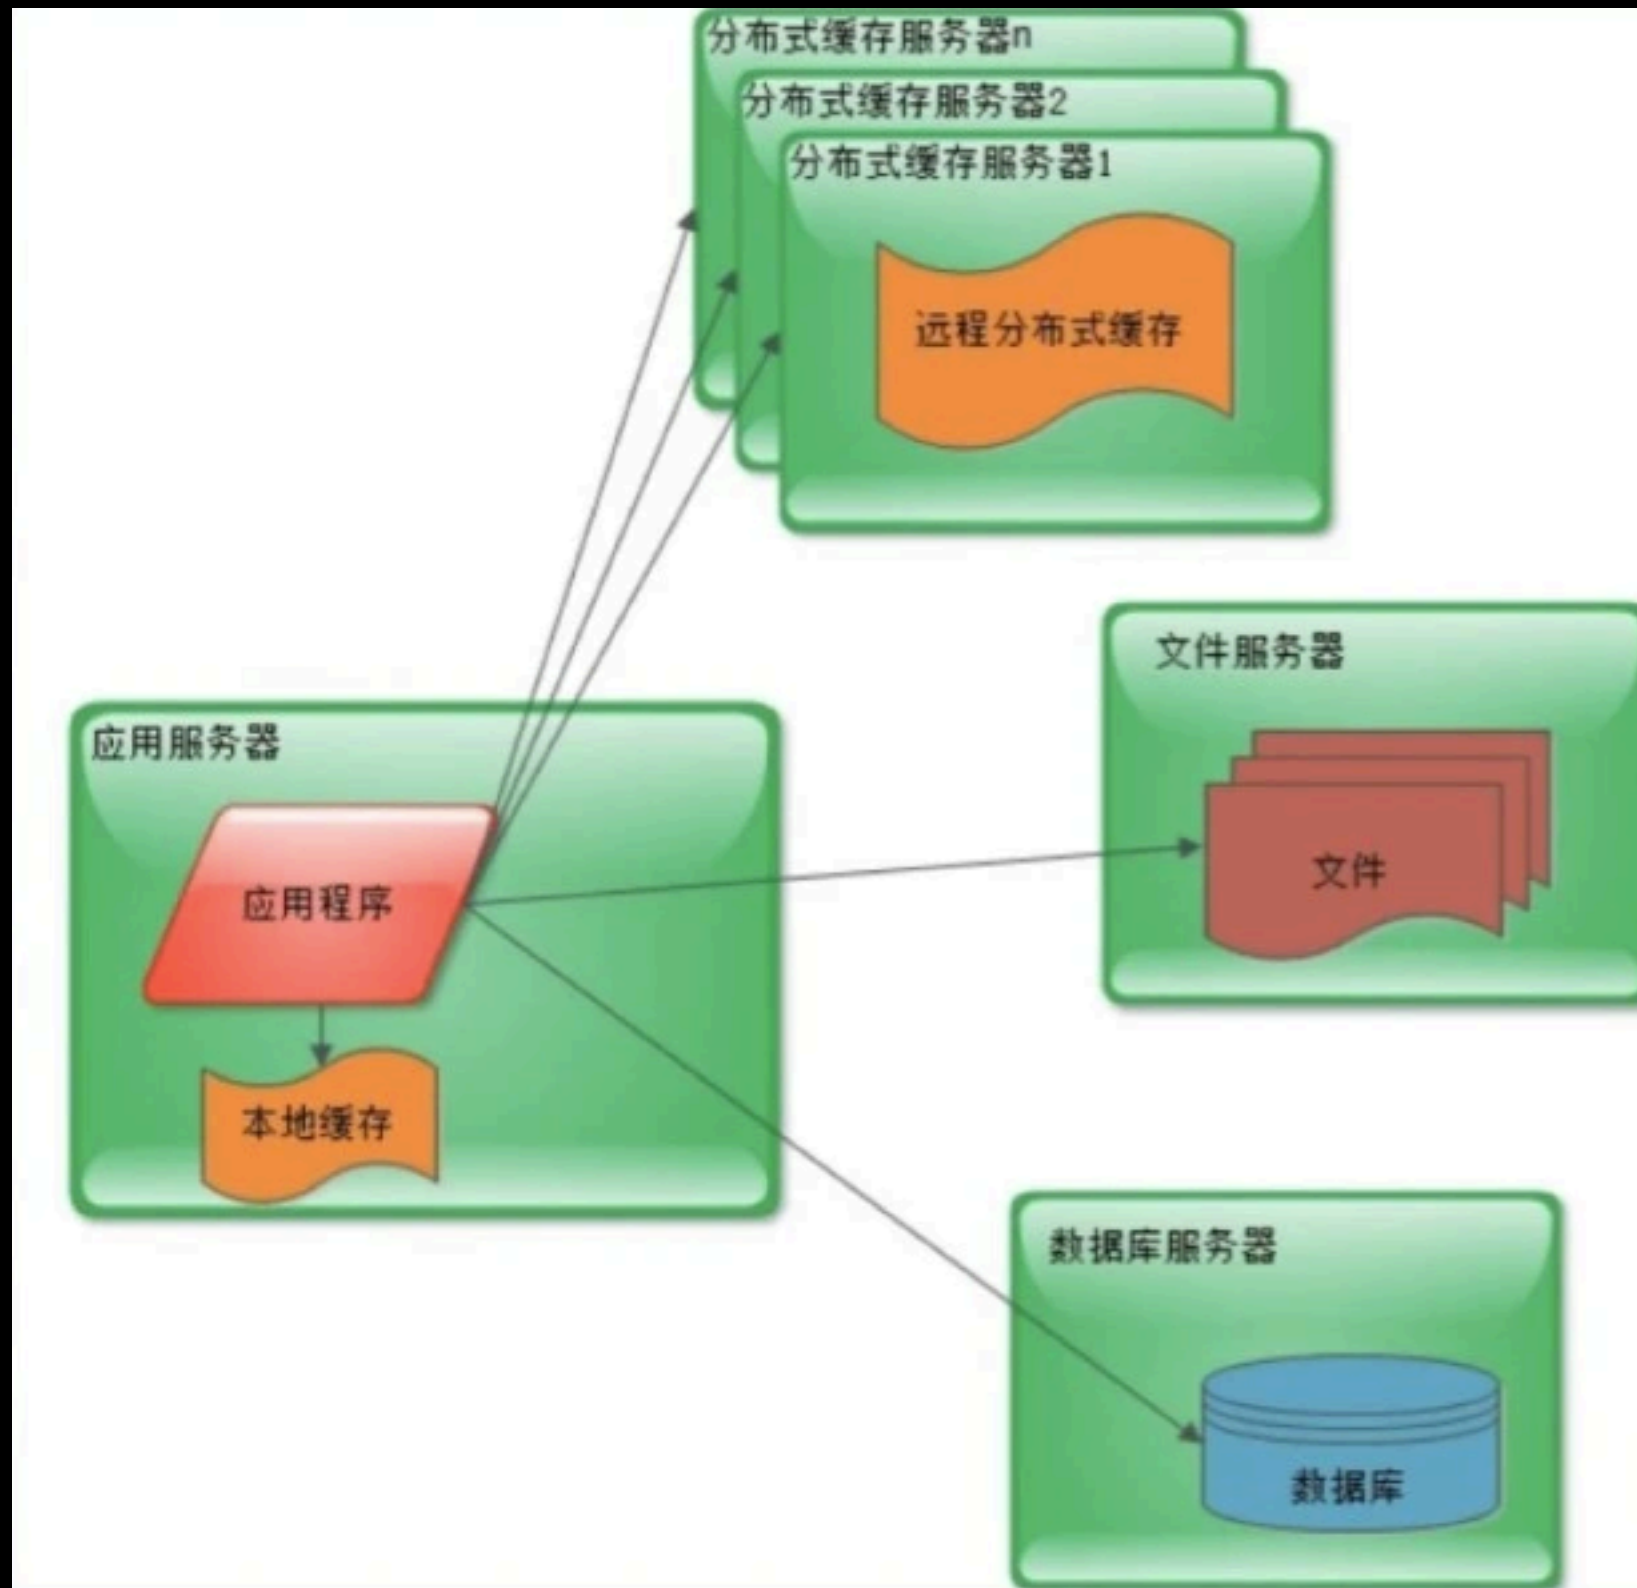 分布式缓存服务器n
分布式缓存服务器2
分布式缓存服务器1
远程分布式缓存
文件服务器
文件
应用服务器
应用程序
本地缓存
数据库服务器
数据库